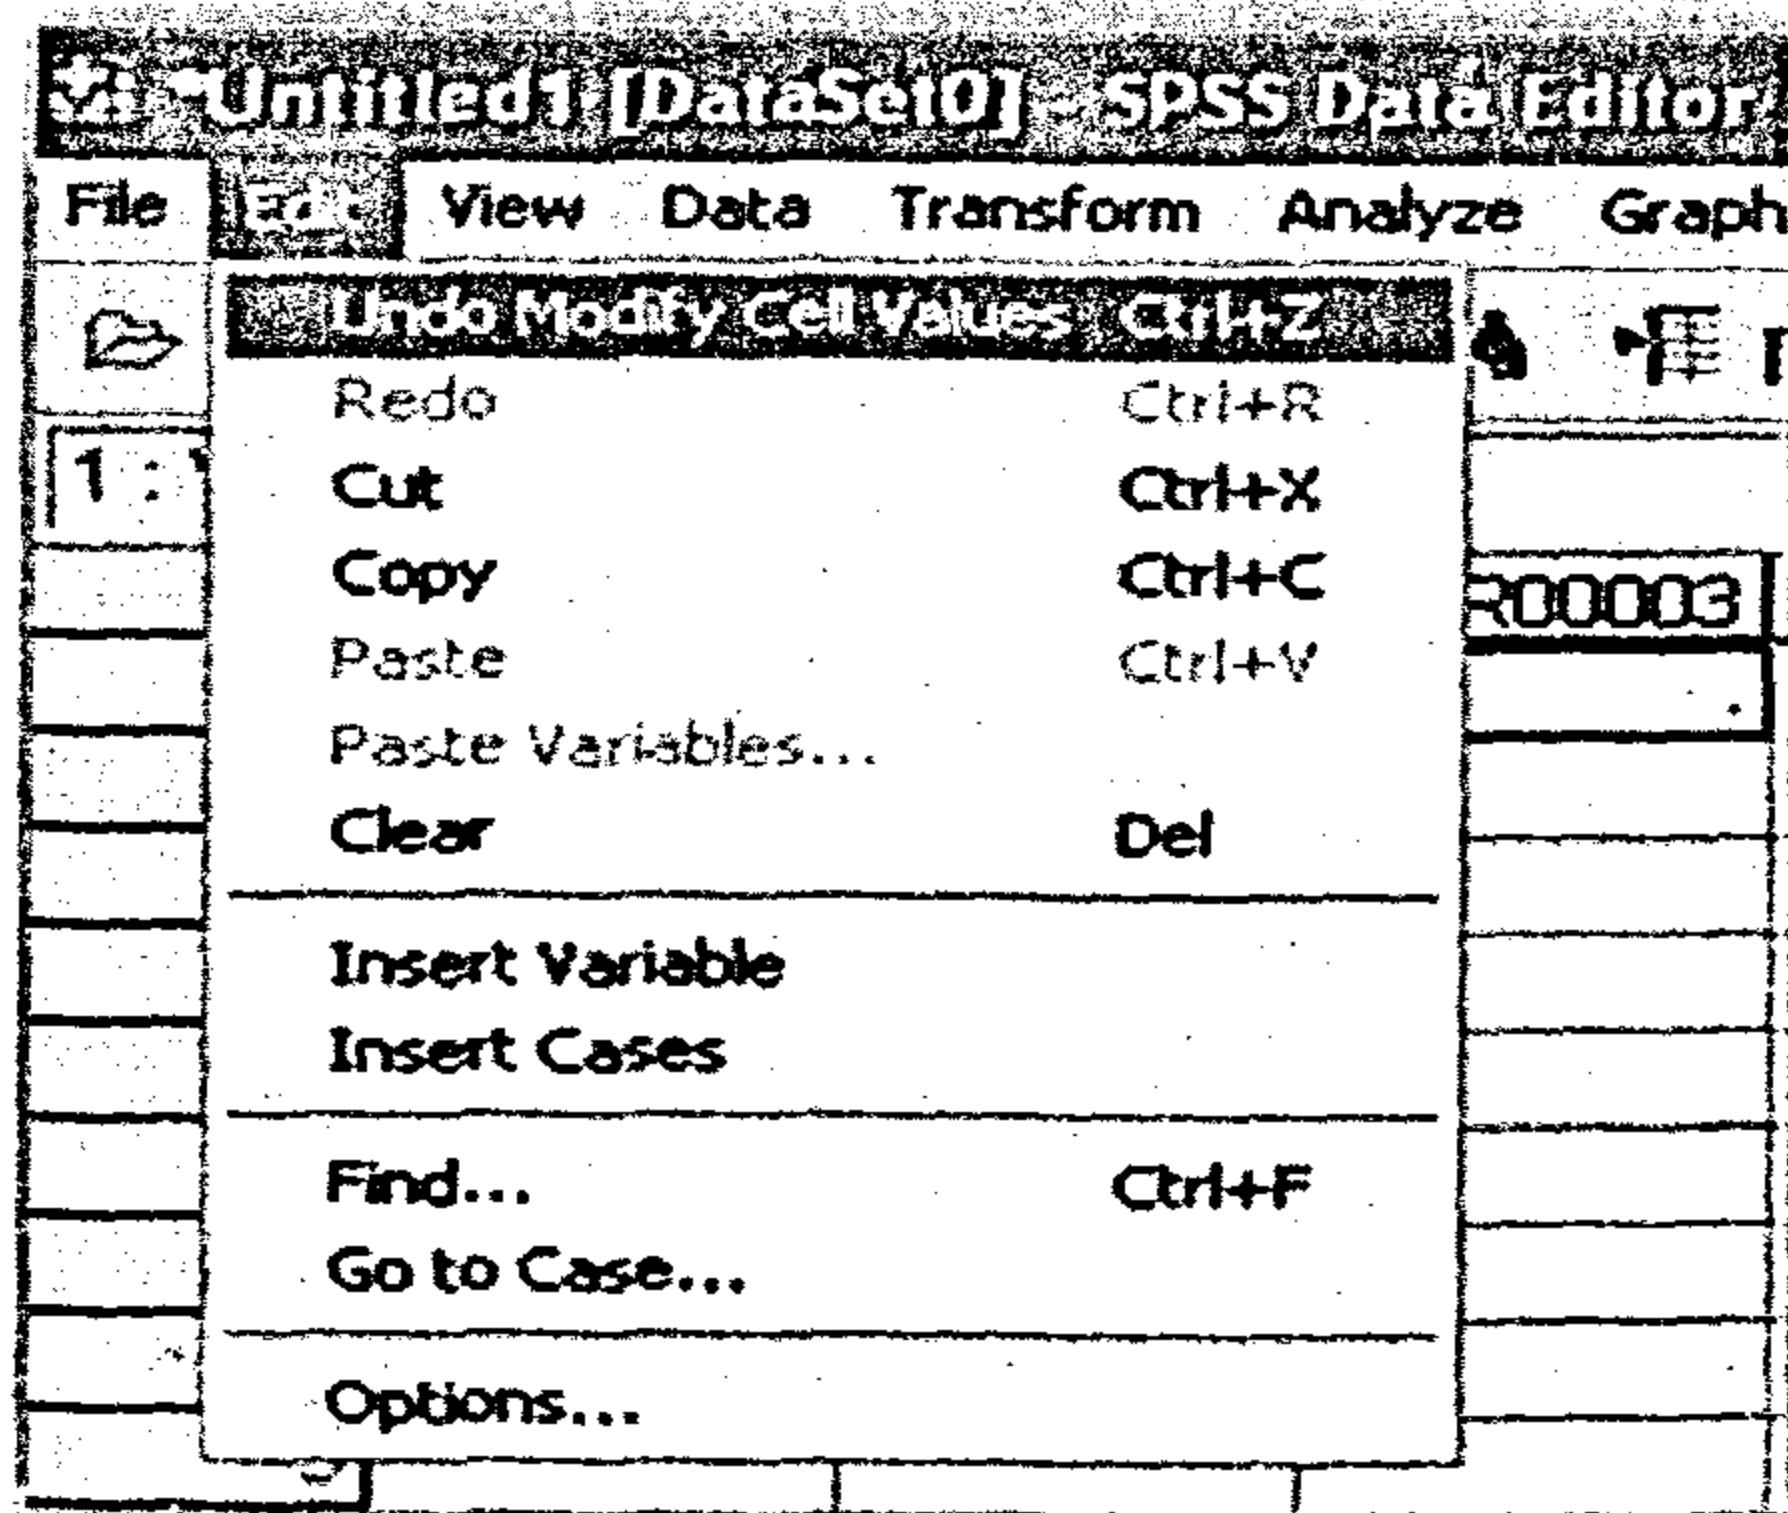 *Untitled1 [DataSet0] - SPSS Data Editor
File Edit View Data Transform Analyze Graph
Undo Modify Cell Values Ctrl+Z
Redo Ctrl+R
1 :
Cut Ctrl+X
Copy Ctrl+C
R00003
Paste Ctrl+V
Paste Variables...
Clear Del
Insert Variable
Insert Cases
Find... Ctrl+F
Go to Case...
Options...